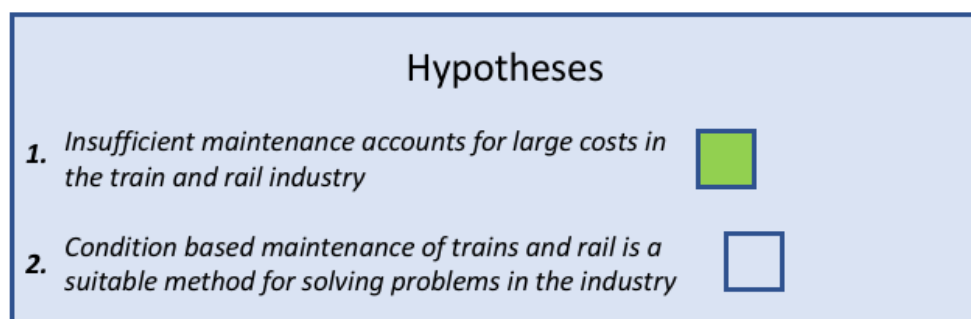 Hypotheses
1. Insufficient maintenance accounts for large costs in
the train and rail industry
2. Condition based maintenance of trains and rail is a
suitable method for solving problems in the industry